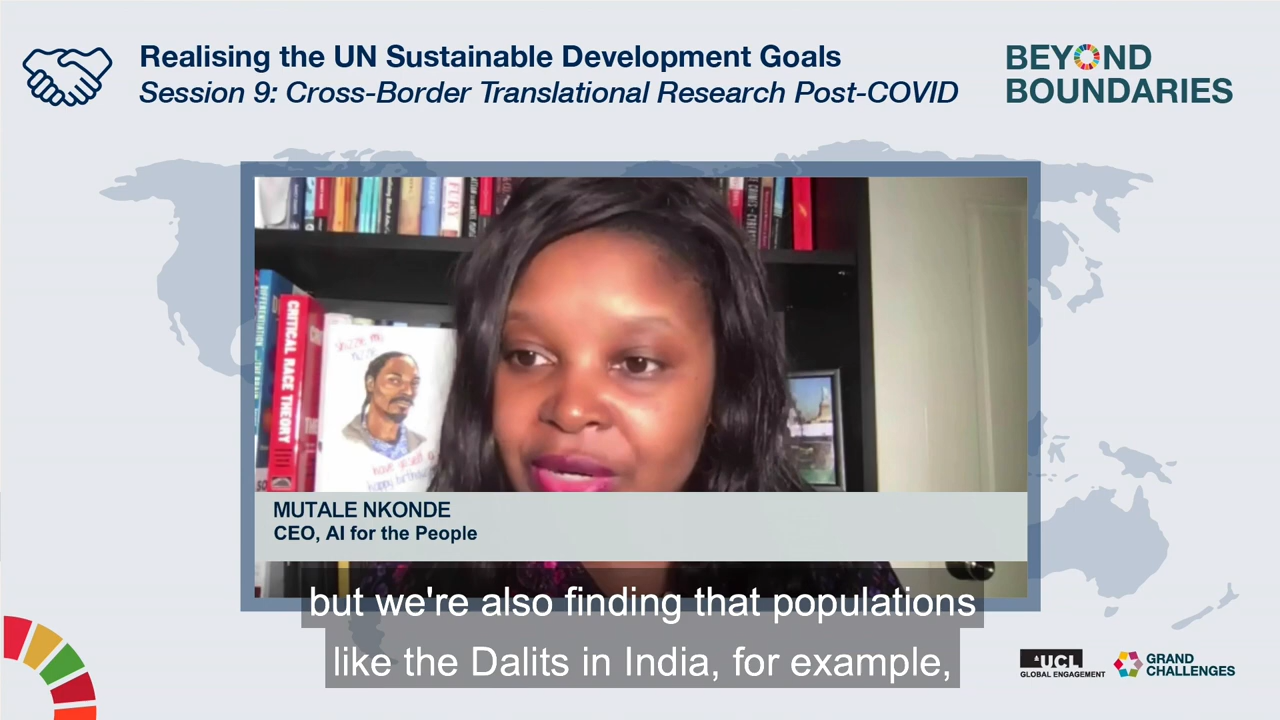 Realising the UN Sustainable Development Goals
Session 9: Cross-Border Translational Research Post-COVID
BEYOND
BOUNDARIES
FURY
CRITICAL RACE THEORY
MUTALE NKONDE
CEO, AI for the People
but we're also finding that populations
like the Dalits in India, for example,
UCL
GLOBAL ENGAGEMENT
GRAND
CHALLENGES